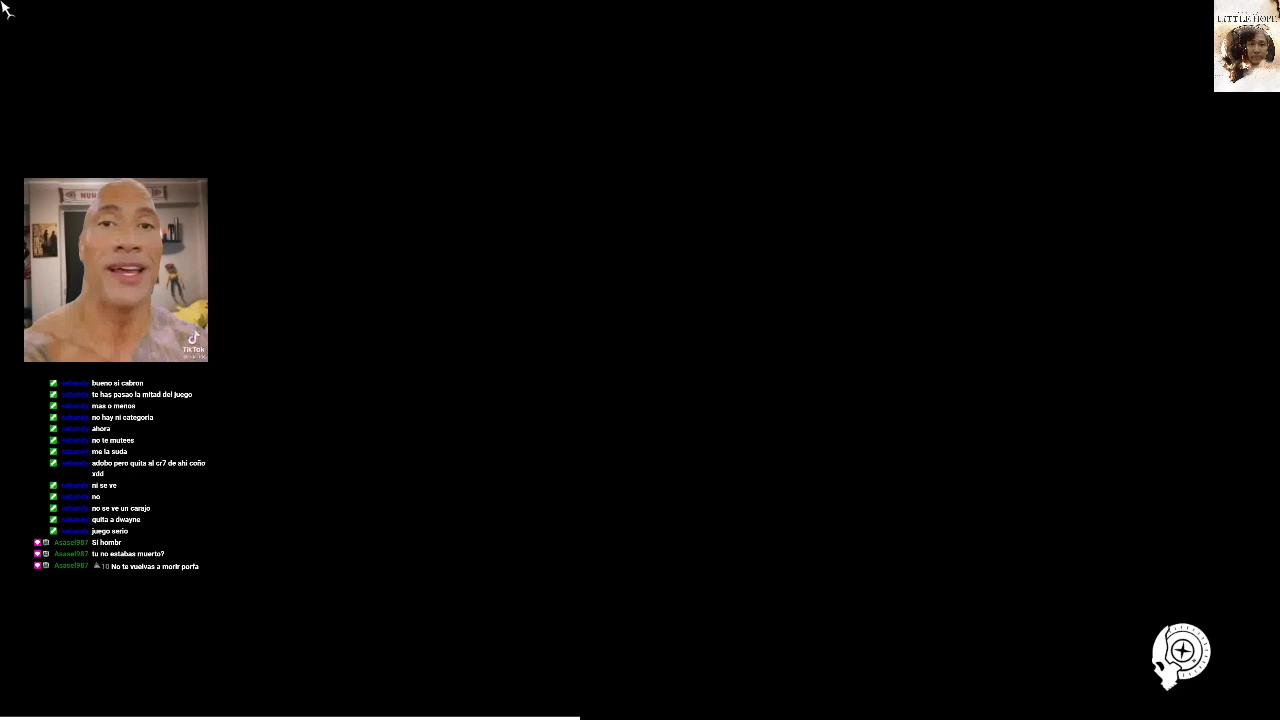 LITTLE HOPE
NUN
TikTok
bueno si cabron
te has pasao la mitad del juego
mas o menos
no hay ni categoria
ahora
no te mutees
me la suda
adobo pero quita al cr7 de ahi coño
xdd
ni se ve
no
no se ve un carajo
quita a dwayne
juego serio
Asasel987 Si hombr
Asasel987 tu no estabas muerto?
Asasel987 10 No te vuelvas a morir porfa